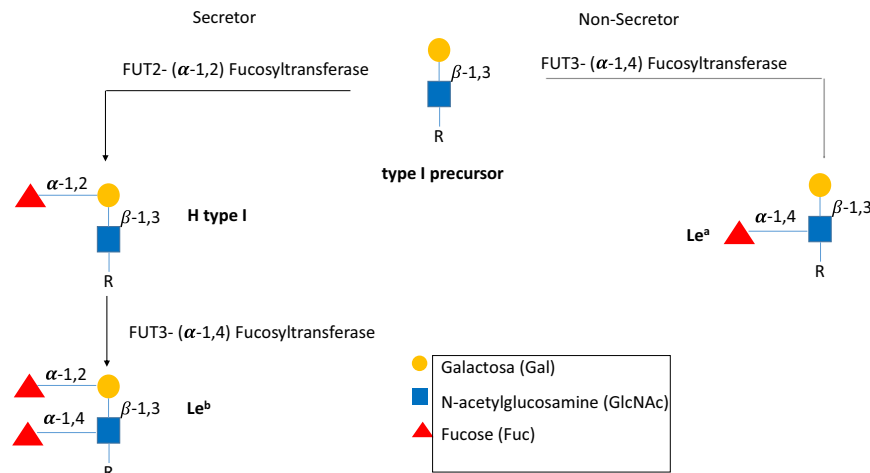 Secretor
Non-Secretor
FUT2- (α-1,2) Fucosyltransferase
FUT3- (α-1,4) Fucosyltransferase
β-1,3
R
type I precursor
α-1,2
H type I
β-1,3
R
β-1,3
α-1,4
Leᵃ
R
FUT3- (α-1,4) Fucosyltransferase
α-1,2
β-1,3
Leᵇ
α-1,4
R
Galactosa (Gal)
N-acetylglucosamine (GlcNAc)
Fucose (Fuc)